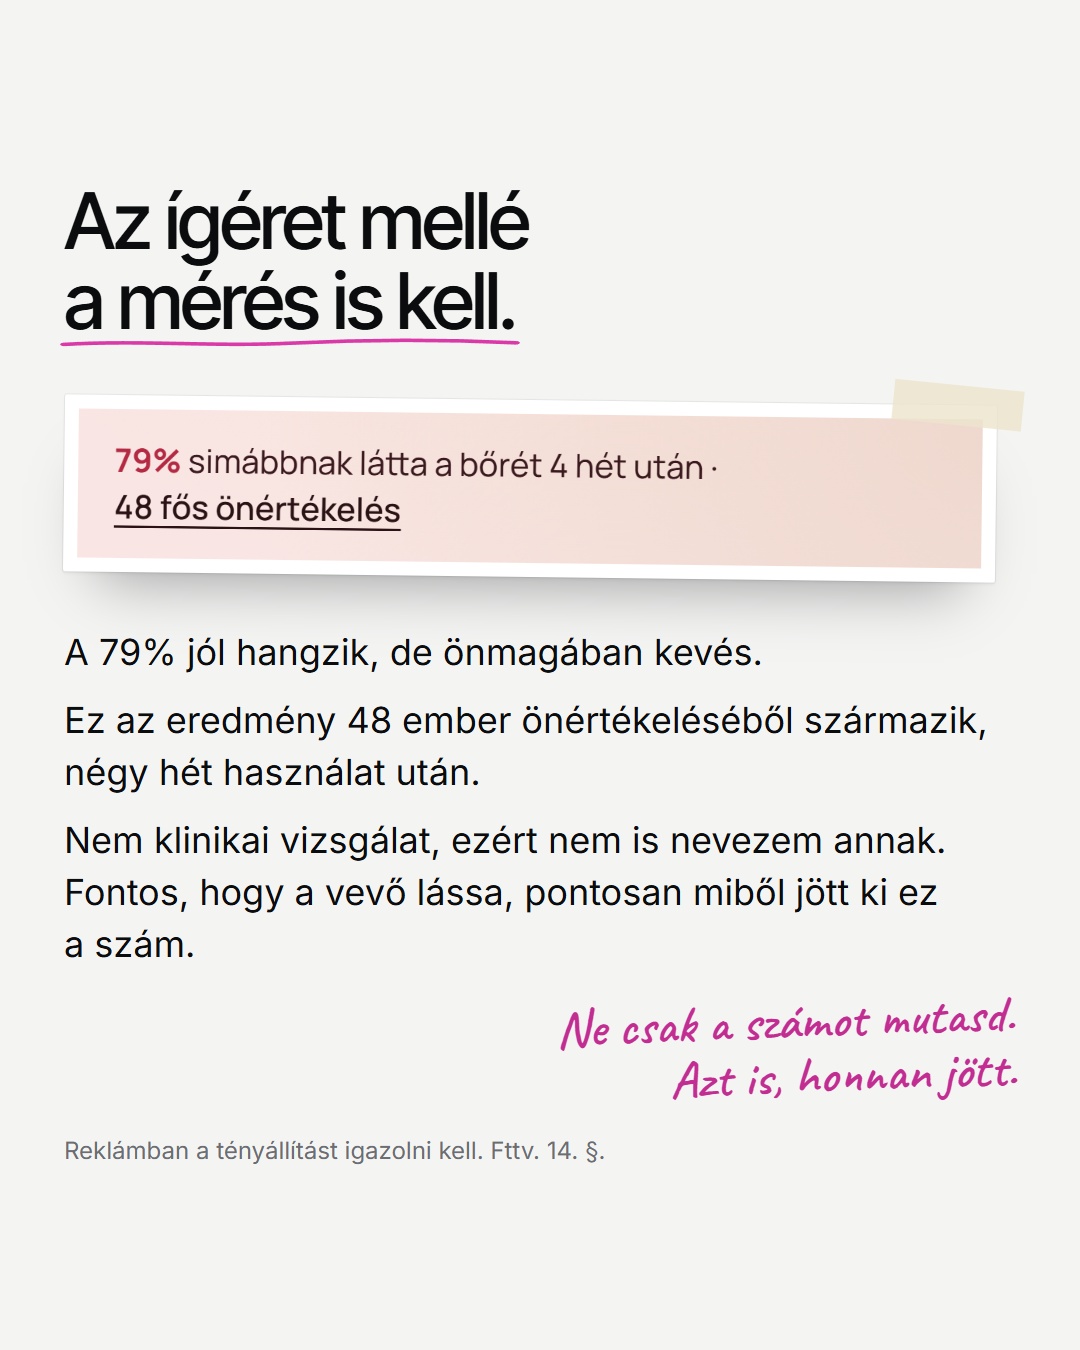 Az ígéret mellé
a mérés is kell.
79% simábbnak látta a bőrét 4 hét után ·
48 fős önértékelés
A 79% jól hangzik, de önmagában kevés.
Ez az eredmény 48 ember önértékeléséből származik,
négy hét használat után.
Nem klinikai vizsgálat, ezért nem is nevezem annak.
Fontos, hogy a vevő lássa, pontosan miből jött ki ez
a szám.
Ne csak a számot mutasd.
Azt is, honnan jött.
Reklámban a tényállítást igazolni kell. Fttv. 14. §.